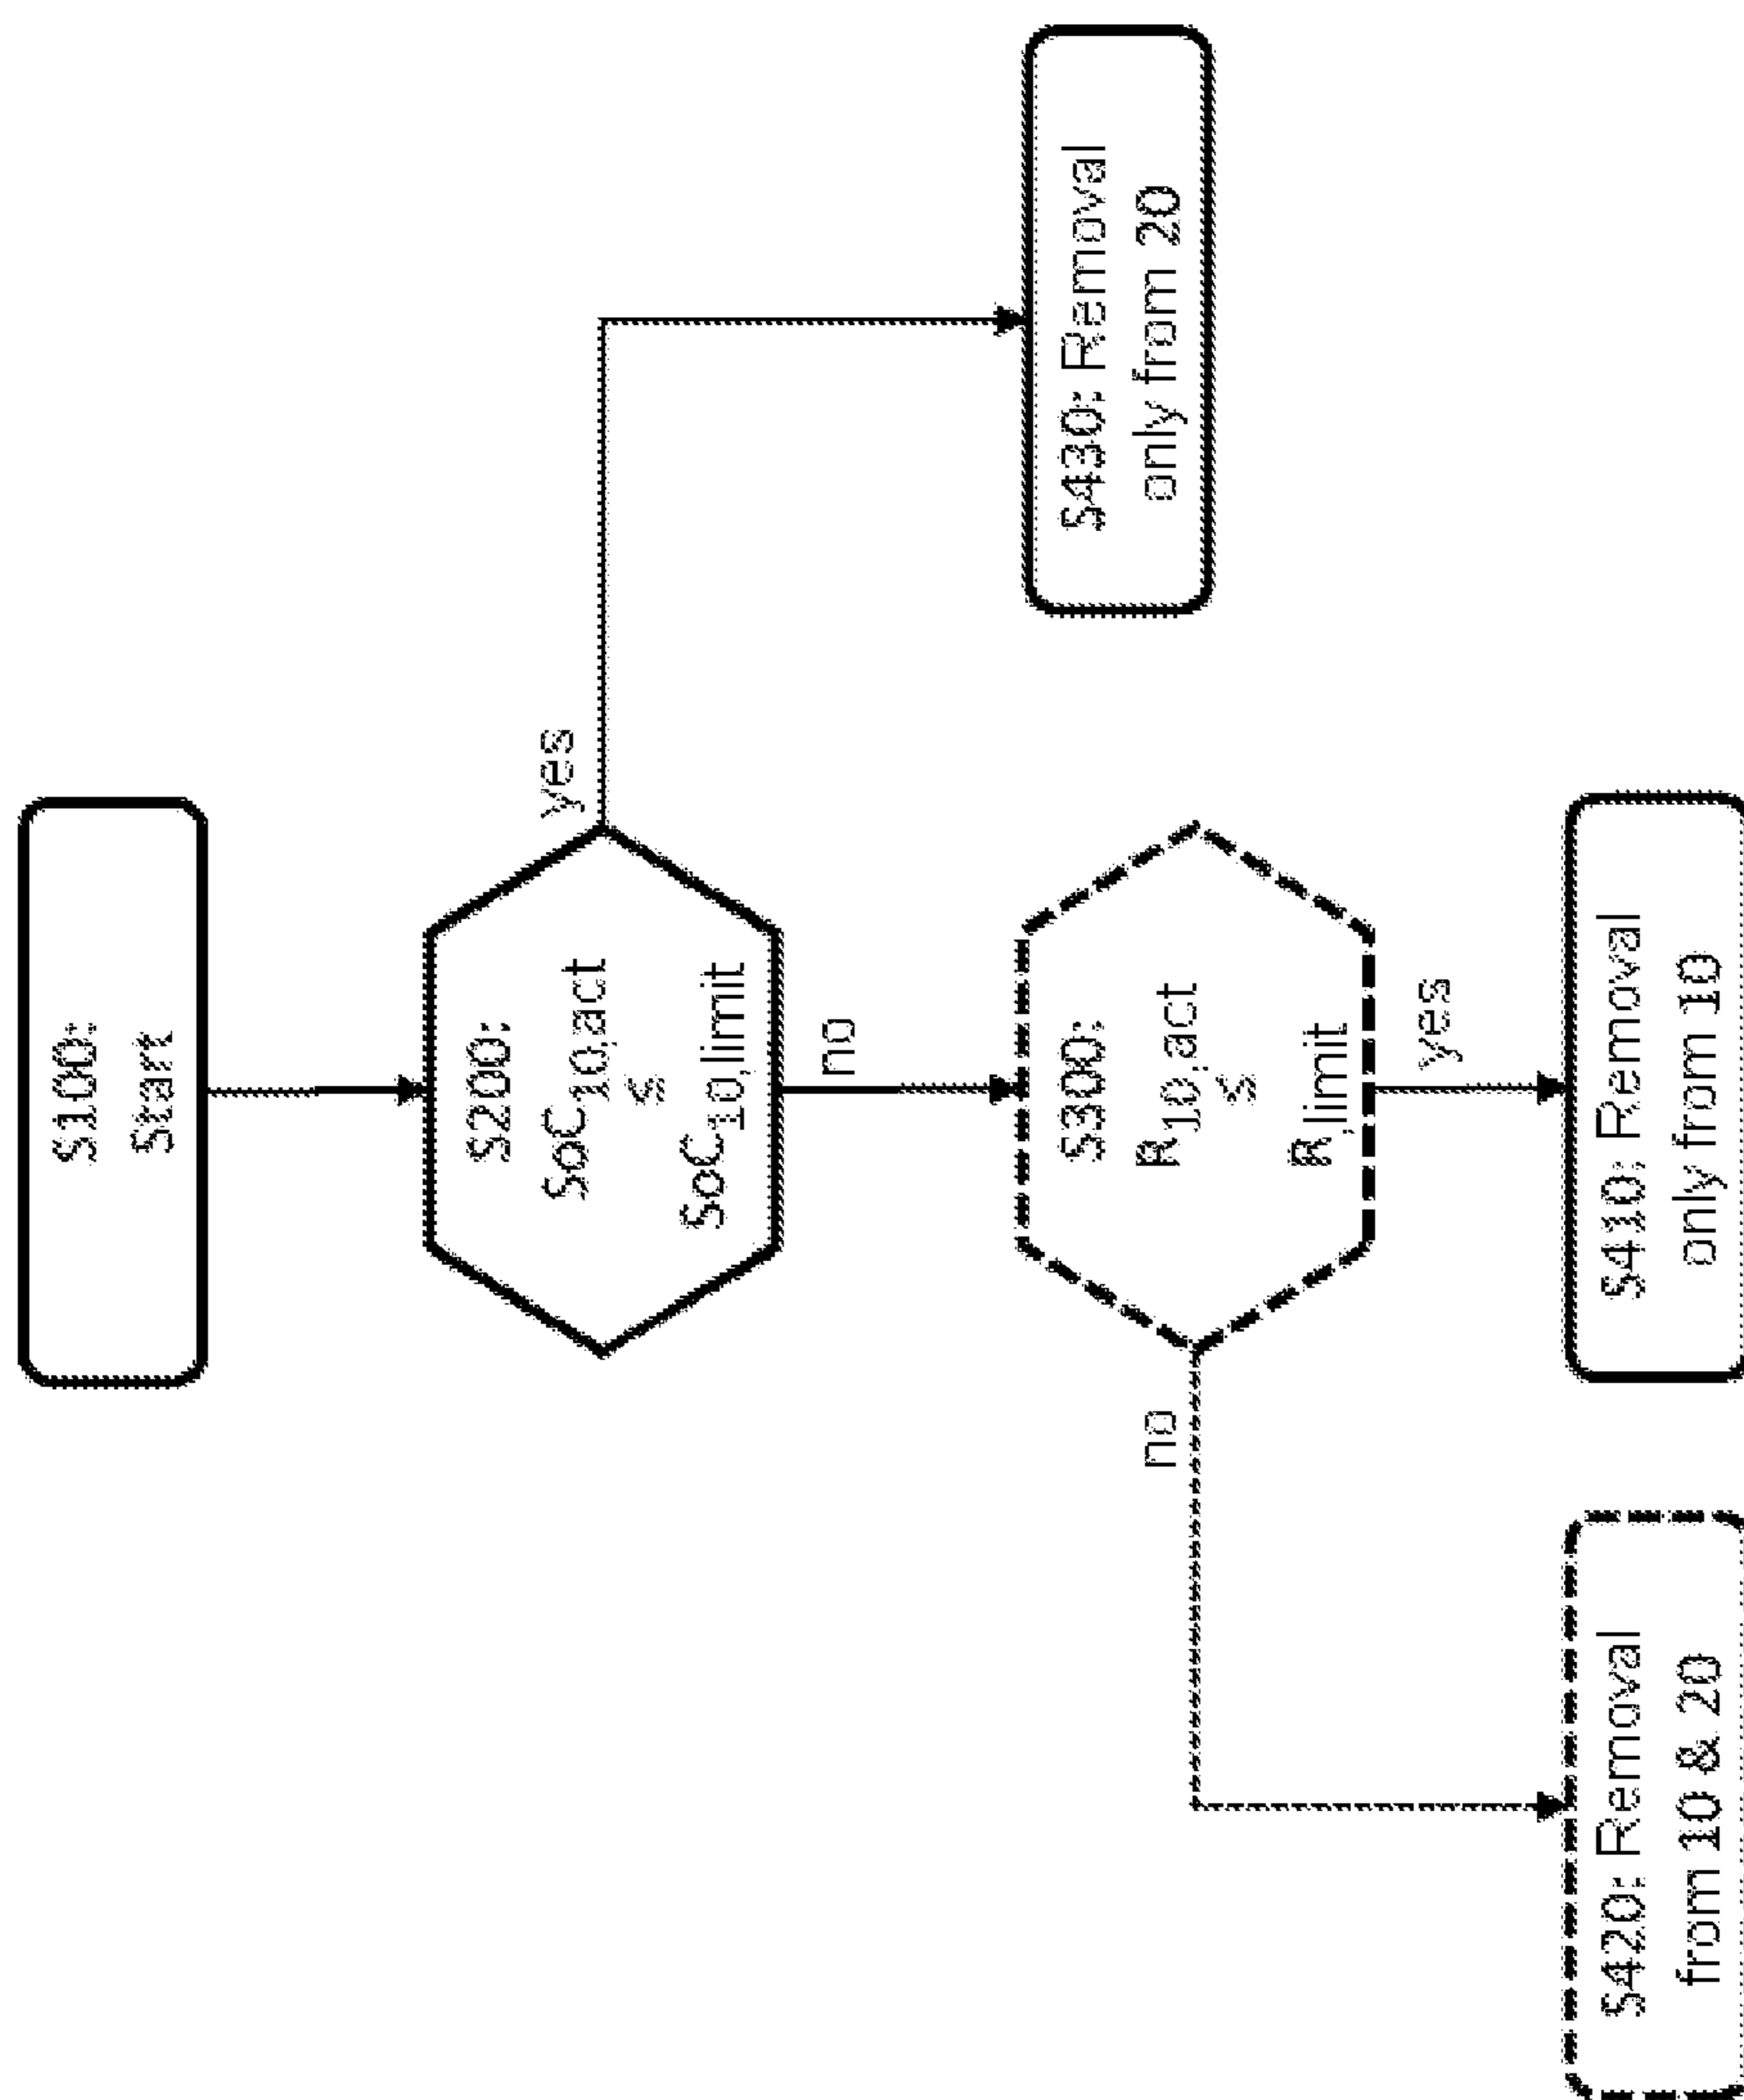 S100:
Start
S200:
SoC10,act
≤
SoC10,limit
yes
no
S300:
R10,act
≤
R,limit
no
yes
S430: Removal
only from 20
S420: Removal
from 10 & 20
S410: Removal
only from 10